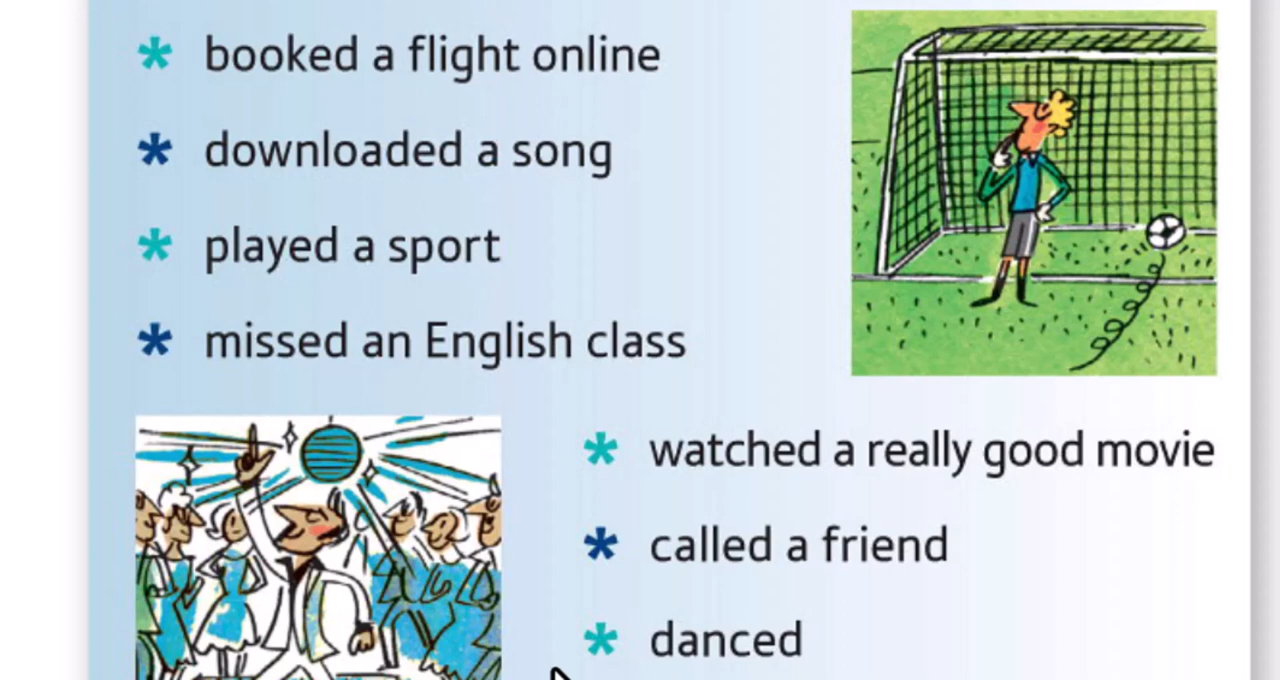 booked a flight online
downloaded a song
played a sport
missed an English class
watched a really good movie
called a friend
danced